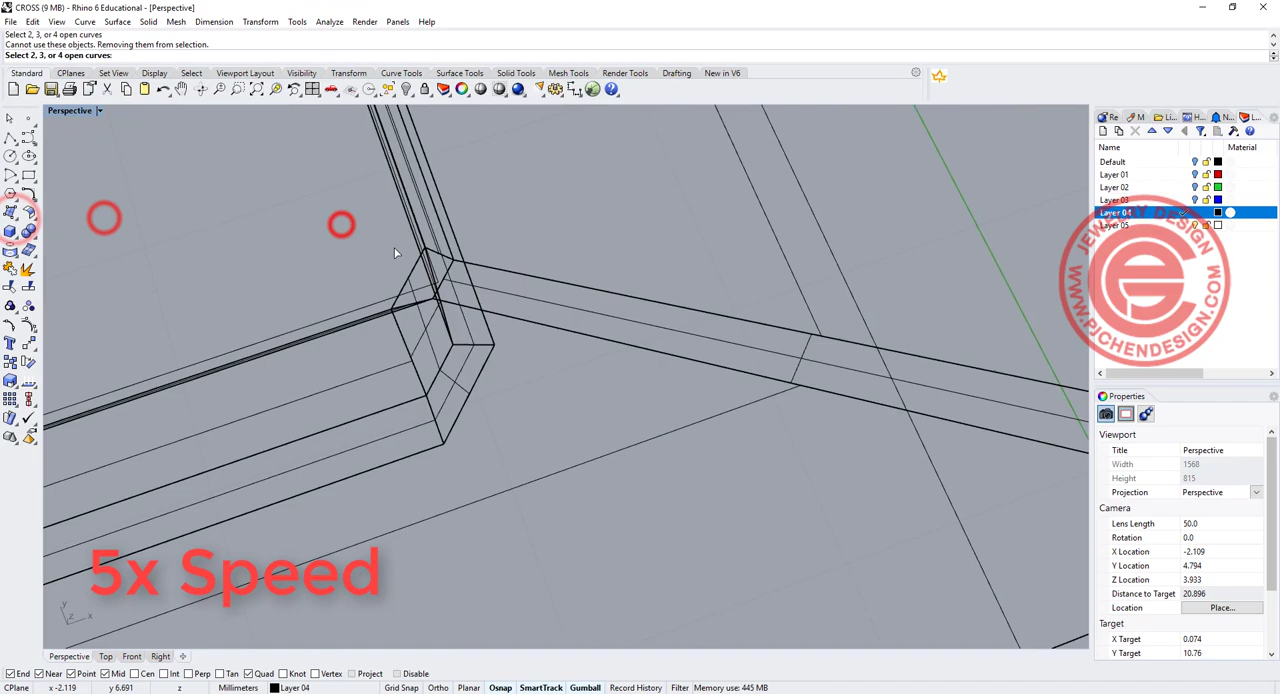 CROSS (9 MB) - Rhino 6 Educational - [Perspective]
File Edit View Curve Surface Solid Mesh Dimension Transform Tools Analyze Render Panels Help
Select 2, 3, or 4 open curves
Cannot use these objects. Removing them from selection.
Select 2, 3, or 4 open curves:
Standard CPlanes Set View Display Select Viewport Layout Visibility Transform Curve Tools Surface Tools Solid Tools Mesh Tools Render Tools Drafting New in V6
Perspective
Re M Li... H... N... L...
Name Material
Default
Layer 01
Layer 02
Layer 03
Layer 04
Layer 05
JEWELRY DESIGN
WWW.PJCHENDESIGN.COM
Properties
Viewport
Title Perspective
Width 1568
Height 815
Projection Perspective
Camera
Lens Length 50.0
Rotation 0.0
X Location -2.109
Y Location 4.794
Z Location 3.933
Distance to Target 20.896
Location Place...
Target
X Target 0.074
Y Target 10.76
5x Speed
y
z x
Perspective Top Front Right
End Near Point Mid Cen Int Perp Tan Quad Knot Vertex Project Disable
CPlane x -2.119 y 6.691 z Millimeters Layer 04 Grid Snap Ortho Planar Osnap SmartTrack Gumball Record History Filter Memory use: 445 MB